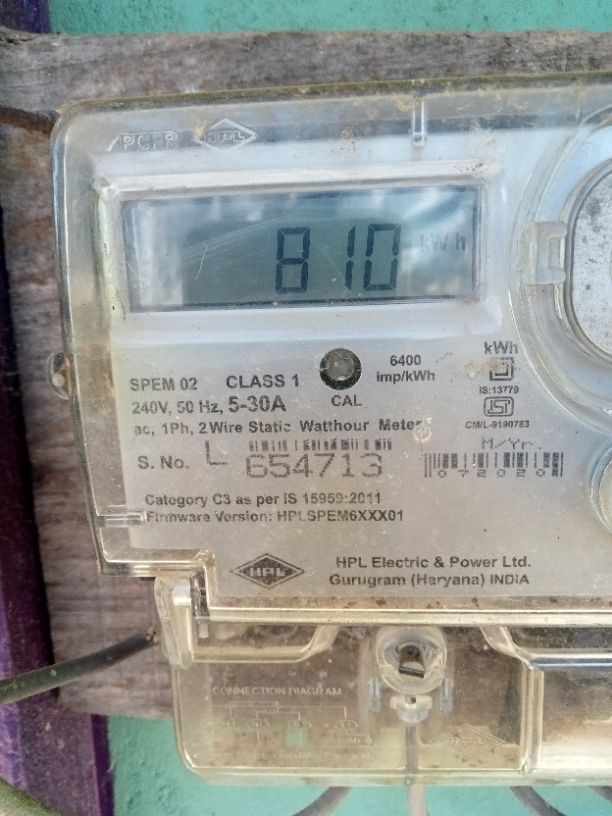 PCFR HPL
810 kWh
SPEM 02 CLASS 1
CAL
6400
imp/kWh
kWh
IS:13779
ISI
CM/L-9190783
240V, 50 Hz, 5-30A
ac, 1Ph, 2 Wire Static Watthour Meter
S. No. L 654713
M/Yr.
072020
Category C3 as per IS 15959:2011
Firmware Version: HPLSPEM6XXX01
HPL
HPL Electric & Power Ltd.
Gurugram (Haryana) INDIA
CONNECTION DIAGRAM